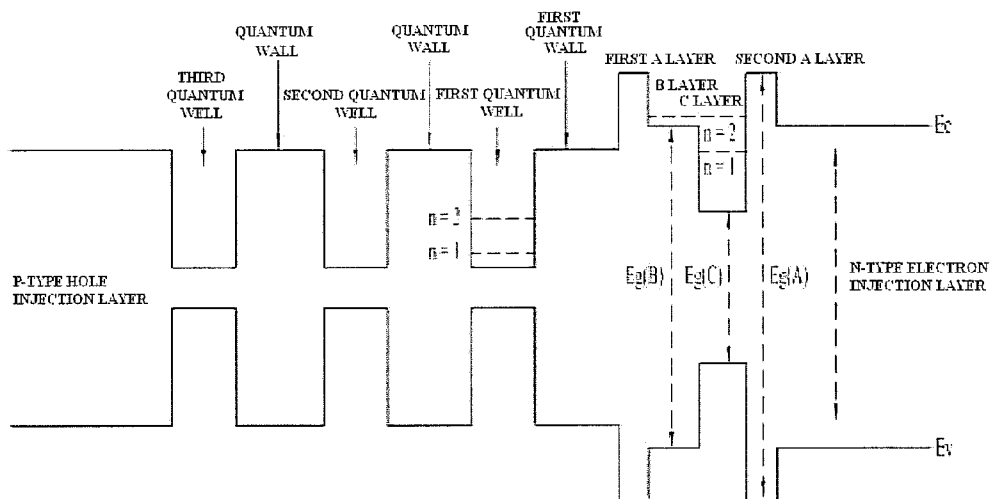 FIRST
QUANTUM
WALL
QUANTUM
WALL
QUANTUM
WALL
FIRST A LAYER
SECOND A LAYER
THIRD
QUANTUM
WELL
SECOND QUANTUM
WELL
FIRST QUANTUM
WELL
B LAYER
C LAYER
Ec
n = 2
n = 1
n = 2
n = 1
P-TYPE HOLE
INJECTION LAYER
Eg(B)
Eg(C)
Eg(A)
N-TYPE ELECTRON
INJECTION LAYER
Ev